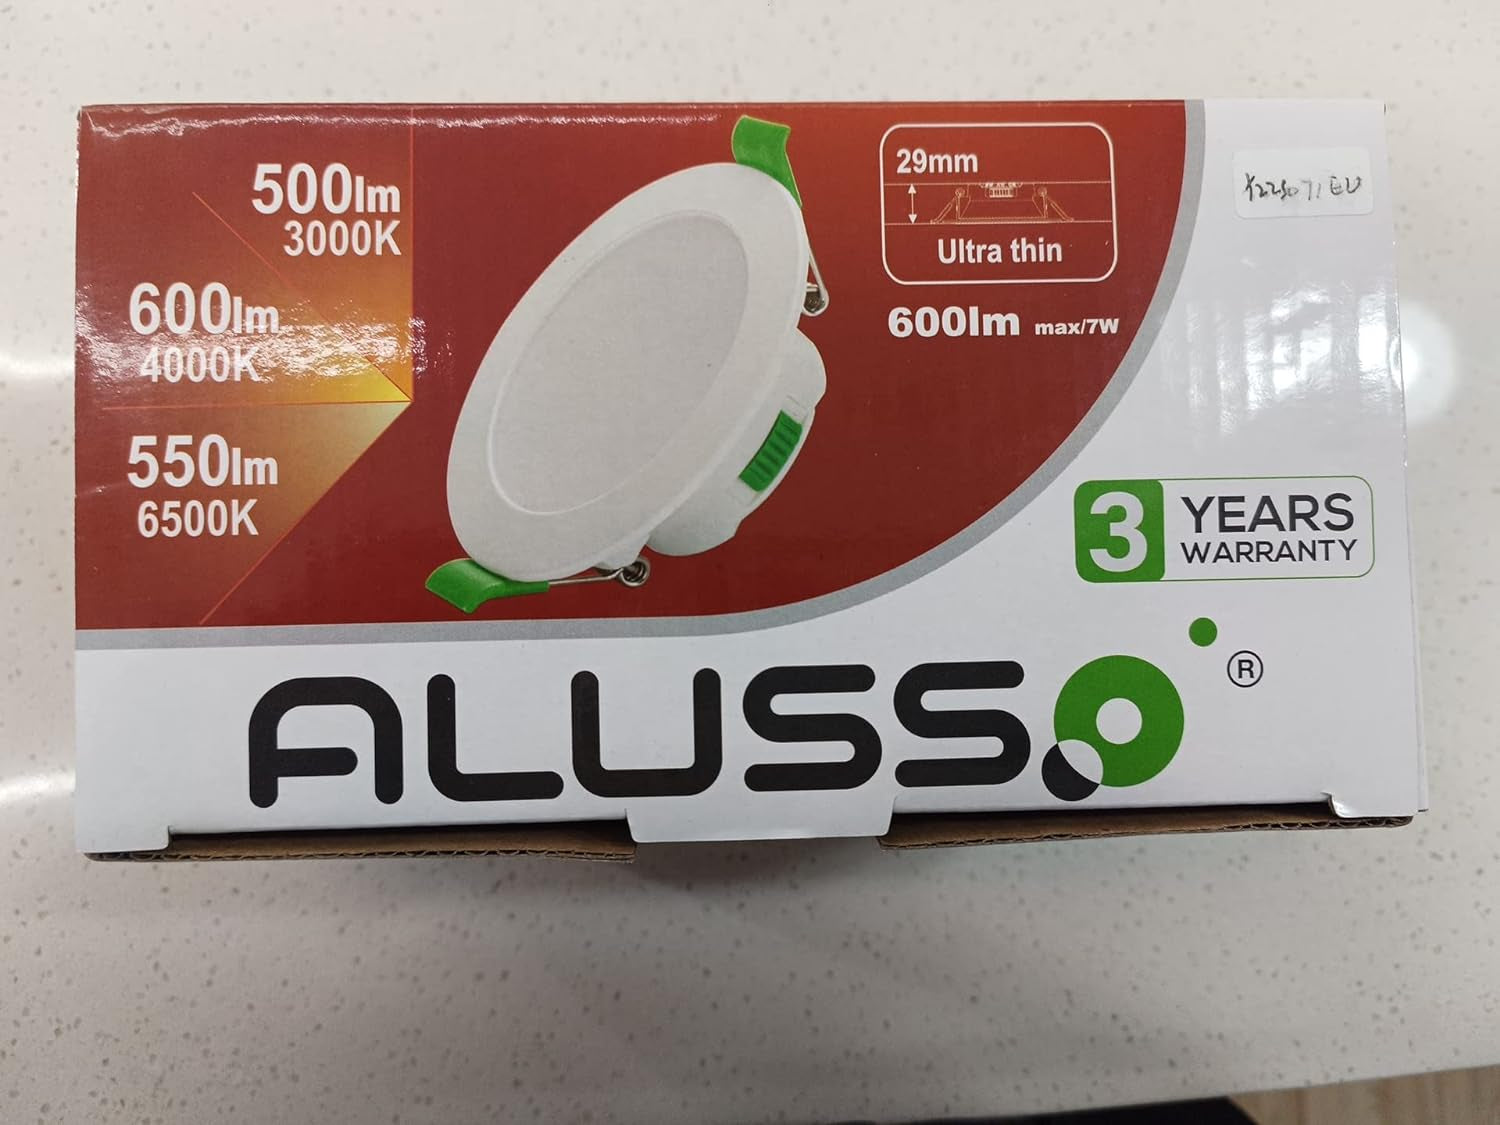 500lm
3000K
600lm
4000K
550lm
6500K
29mm
Ultra thin
600lm max/7W
3 YEARS
WARRANTY
ALUSSO ®